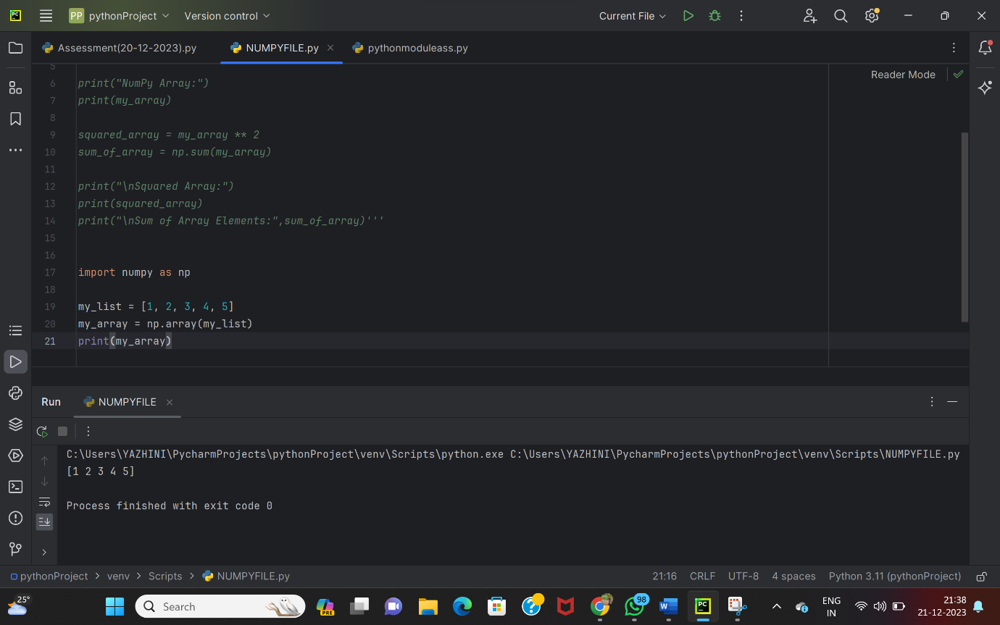 PC
PP pythonProject Version control Current File
Assessment(20-12-2023).py NUMPYFILE.py pythonmoduleass.py
Reader Mode
5
6 print("NumPy Array:")
7 print(my_array)
8
9 squared_array = my_array ** 2
10 sum_of_array = np.sum(my_array)
11
12 print("\nSquared Array:")
13 print(squared_array)
14 print("\nSum of Array Elements:",sum_of_array)'''
15
16
17 import numpy as np
18
19 my_list = [1, 2, 3, 4, 5]
20 my_array = np.array(my_list)
21 print(my_array)
Run NUMPYFILE
C:\Users\YAZHINI\PycharmProjects\pythonProject\venv\Scripts\python.exe C:\Users\YAZHINI\PycharmProjects\pythonProject\venv\Scripts\NUMPYFILE.py
[1 2 3 4 5]
Process finished with exit code 0
pythonProject > venv > Scripts > NUMPYFILE.py 21:16 CRLF UTF-8 4 spaces Python 3.11 (pythonProject)
25° Search PRE 98 W PC ENG 21:38
IN 21-12-2023